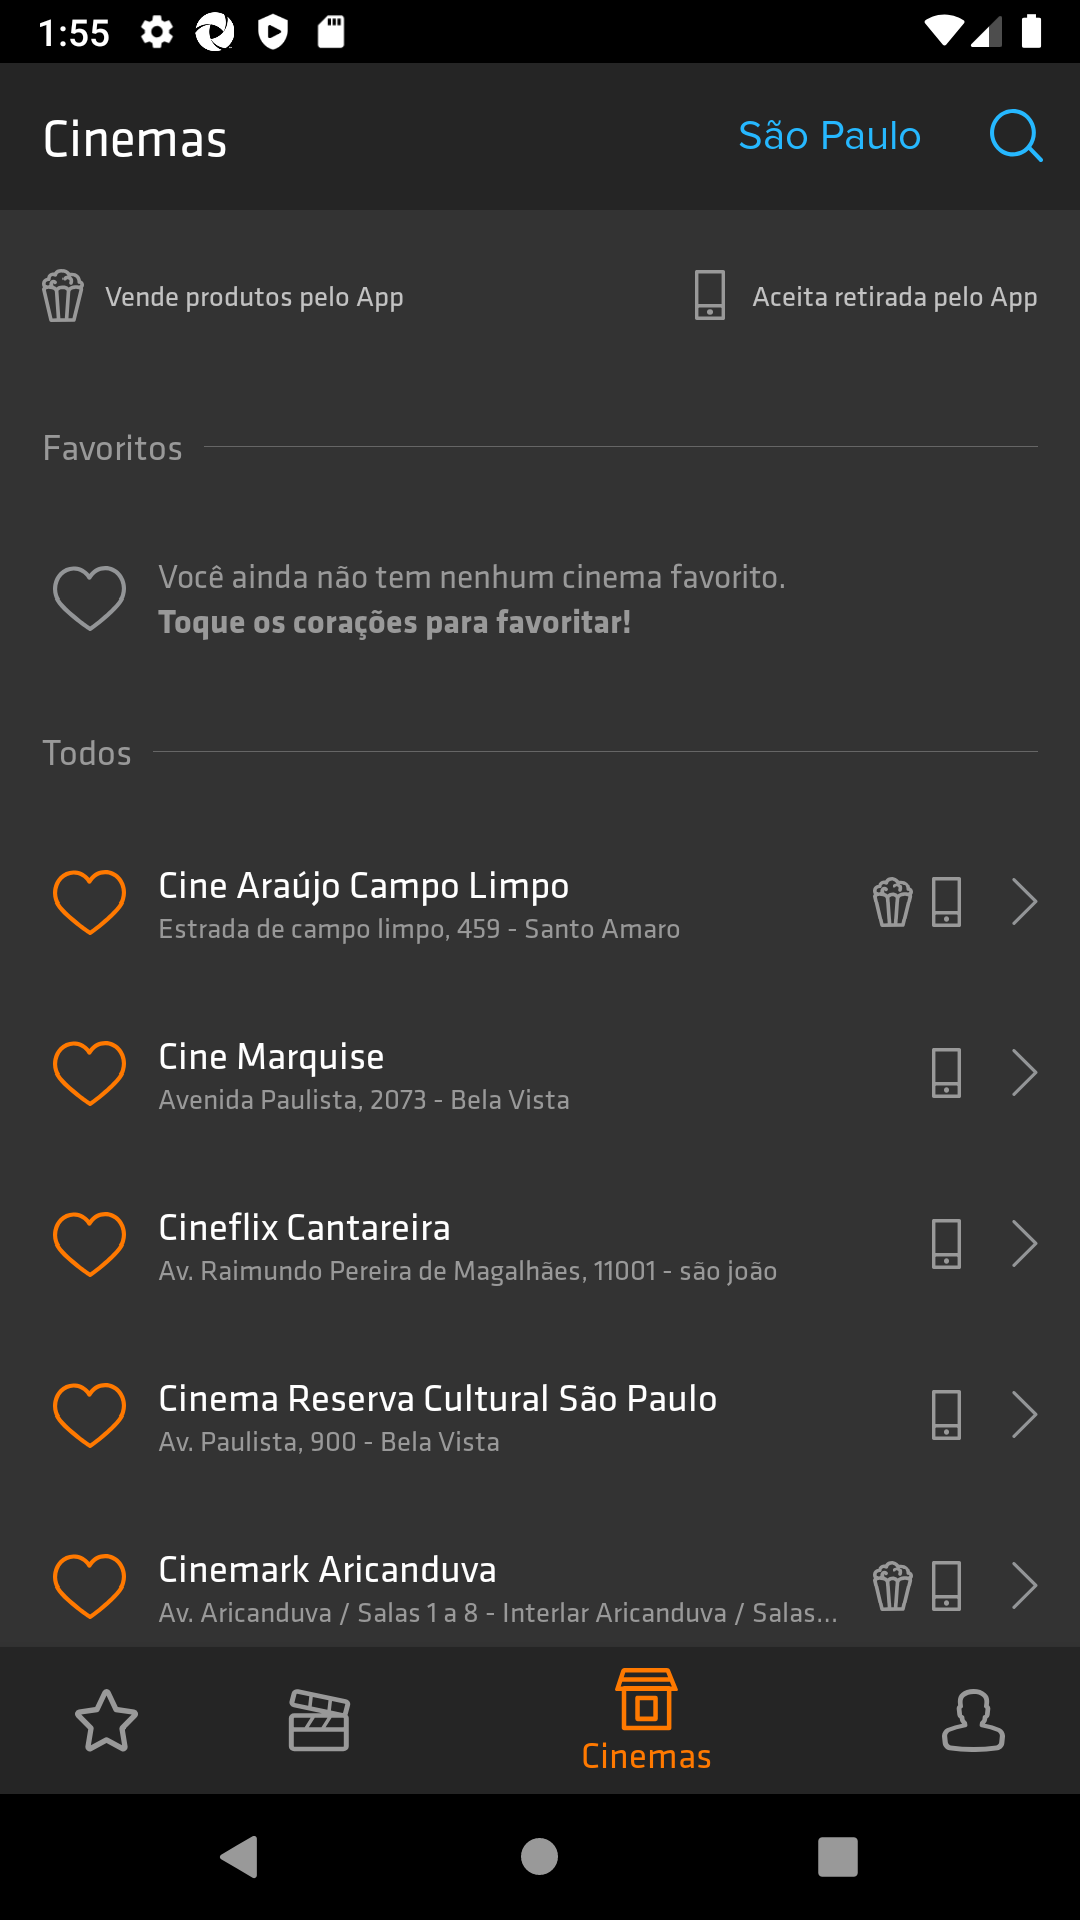 1:55
Cinemas
São Paulo
Vende produtos pelo App
Aceita retirada pelo App
Favoritos
Você ainda não tem nenhum cinema favorito.
Toque os corações para favoritar!
Todos
Cine Araújo Campo Limpo
Estrada de campo limpo, 459 - Santo Amaro
Cine Marquise
Avenida Paulista, 2073 - Bela Vista
Cineflix Cantareira
Av. Raimundo Pereira de Magalhães, 11001 - são joão
Cinema Reserva Cultural São Paulo
Av. Paulista, 900 - Bela Vista
Cinemark Aricanduva
Av. Aricanduva / Salas 1 a 8 - Interlar Aricanduva / Salas...
Cinemas